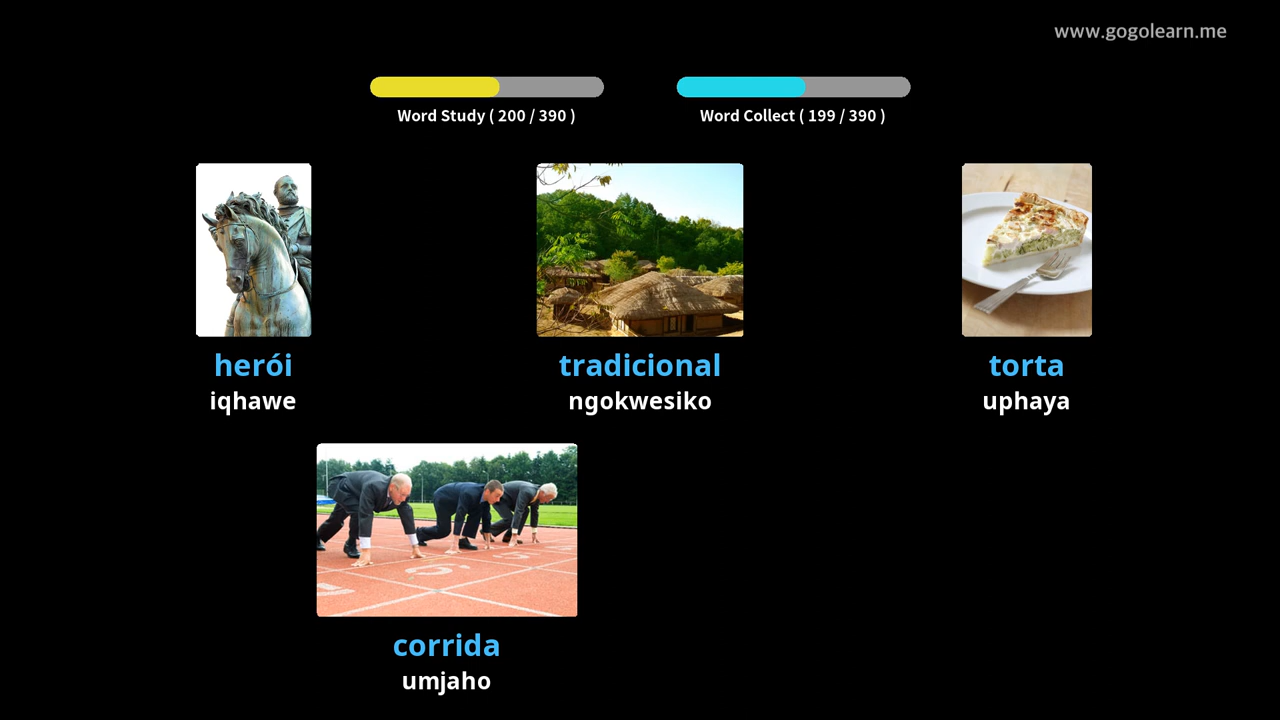 www.gogolearn.me
Word Study ( 200 / 390 )
Word Collect ( 199 / 390 )
herói
iqhawe
tradicional
ngokwesiko
torta
uphaya
corrida
umjaho